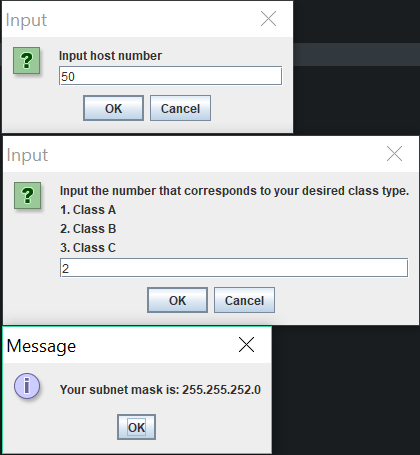 Input
Input host number
50
OK Cancel
Input
Input the number that corresponds to your desired class type.
1. Class A
2. Class B
3. Class C
2
OK Cancel
Message
Your subnet mask is: 255.255.252.0
OK